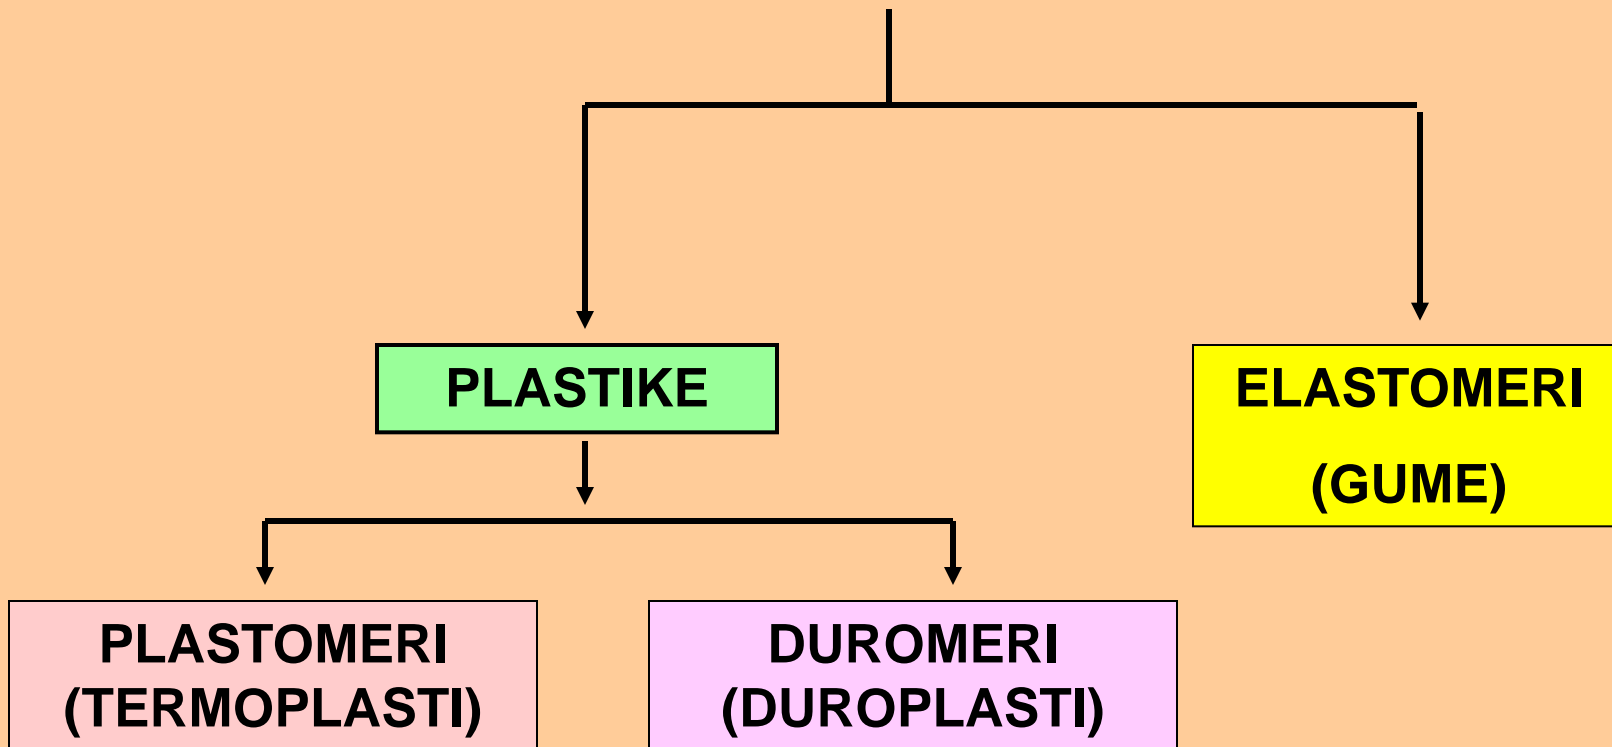 PLASTIKE
ELASTOMERI
(GUME)
PLASTOMERI
(TERMOPLASTI)
DUROMERI
(DUROPLASTI)